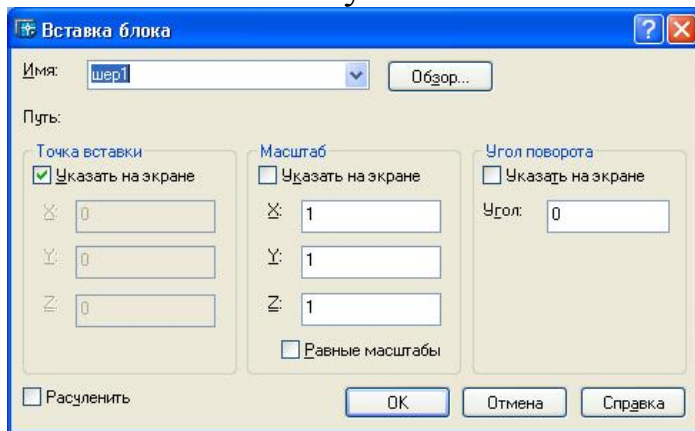 у
Вставка блока
Имя: шер1 Обзор...
Путь:
Точка вставки Масштаб Угол поворота
Указать на экране Указать на экране Указать на экране
X: 0 X: 1 Угол: 0
Y: 0 Y: 1
Z: 0 Z: 1
Равные масштабы
Расчленить OK Отмена Справка